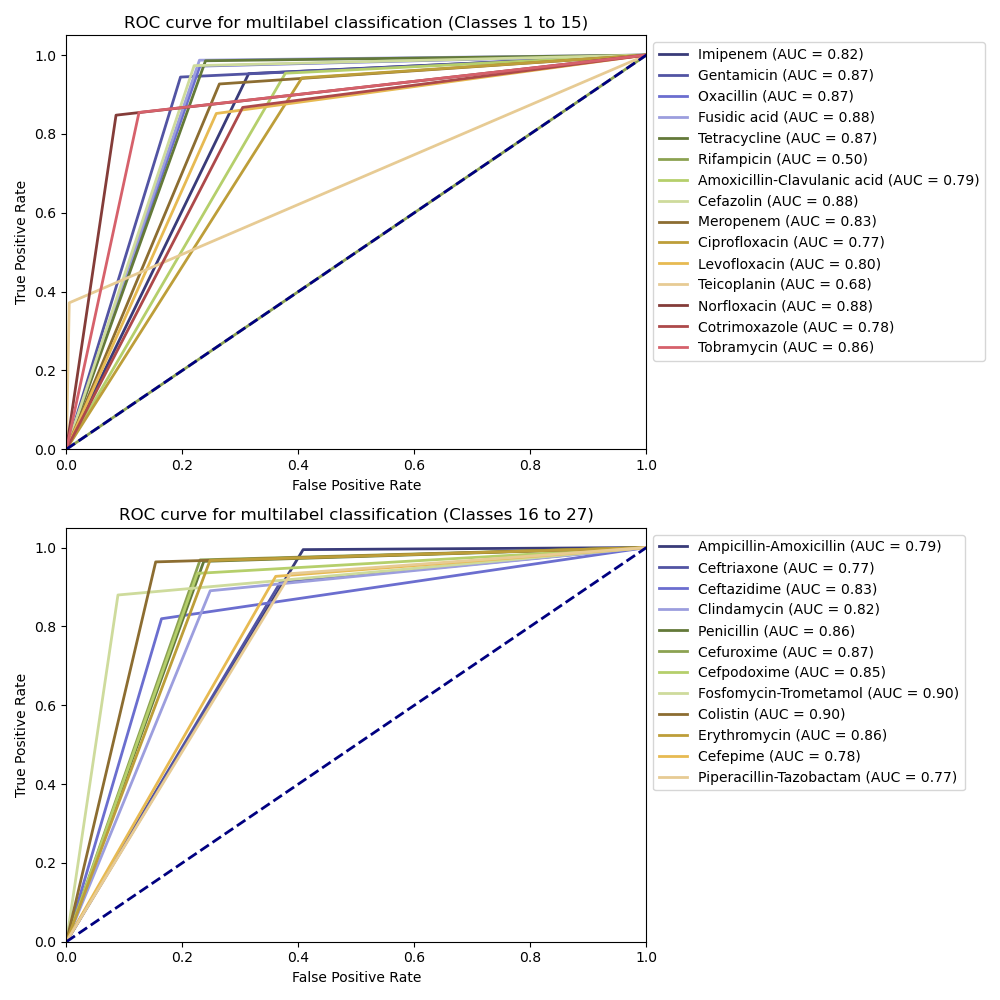 ROC curve for multilabel classification (Classes 1 to 15)
1.0
0.8
0.6
0.4
0.2
0.0
True Positive Rate
0.0 0.2 0.4 0.6 0.8 1.0
False Positive Rate
Imipenem (AUC = 0.82)
Gentamicin (AUC = 0.87)
Oxacillin (AUC = 0.87)
Fusidic acid (AUC = 0.88)
Tetracycline (AUC = 0.87)
Rifampicin (AUC = 0.50)
Amoxicillin-Clavulanic acid (AUC = 0.79)
Cefazolin (AUC = 0.88)
Meropenem (AUC = 0.83)
Ciprofloxacin (AUC = 0.77)
Levofloxacin (AUC = 0.80)
Teicoplanin (AUC = 0.68)
Norfloxacin (AUC = 0.88)
Cotrimoxazole (AUC = 0.78)
Tobramycin (AUC = 0.86)
ROC curve for multilabel classification (Classes 16 to 27)
1.0
0.8
0.6
0.4
0.2
0.0
True Positive Rate
0.0 0.2 0.4 0.6 0.8 1.0
False Positive Rate
Ampicillin-Amoxicillin (AUC = 0.79)
Ceftriaxone (AUC = 0.77)
Ceftazidime (AUC = 0.83)
Clindamycin (AUC = 0.82)
Penicillin (AUC = 0.86)
Cefuroxime (AUC = 0.87)
Cefpodoxime (AUC = 0.85)
Fosfomycin-Trometamol (AUC = 0.90)
Colistin (AUC = 0.90)
Erythromycin (AUC = 0.86)
Cefepime (AUC = 0.78)
Piperacillin-Tazobactam (AUC = 0.77)